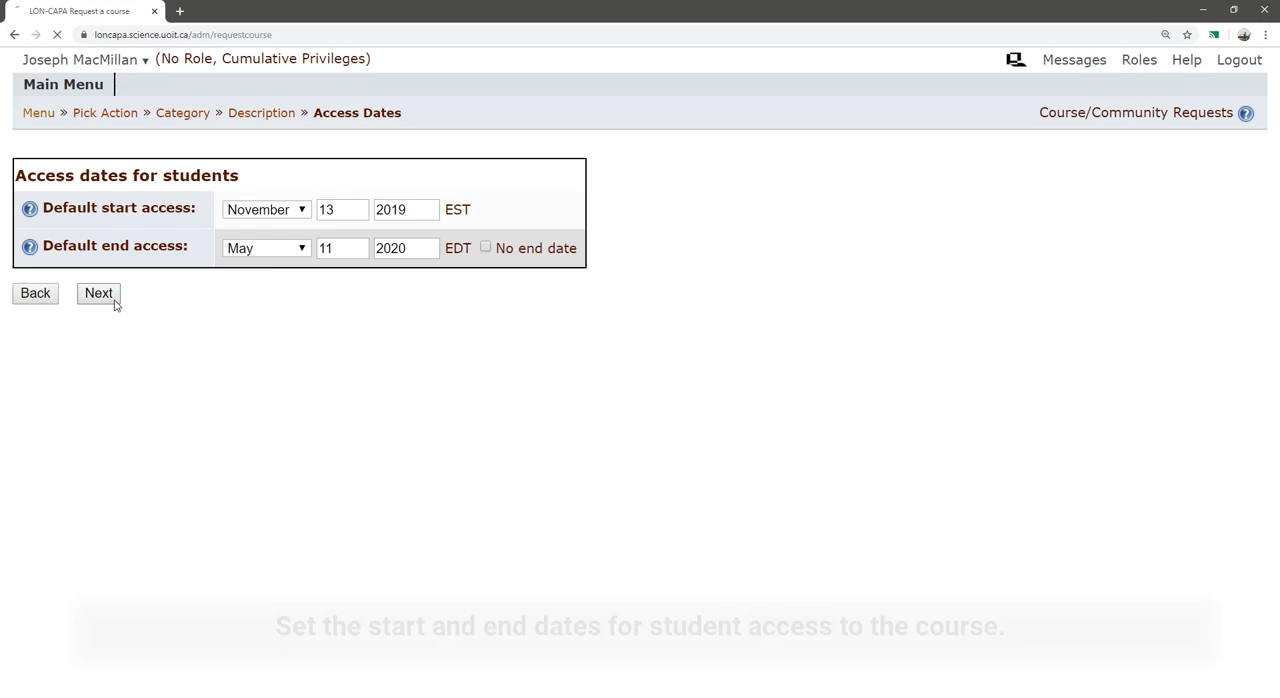 LON-CAPA Request a course
loncapa.science.uoit.ca/adm/requestcourse
Joseph MacMillan ▾ (No Role, Cumulative Privileges) Messages Roles Help Logout
Main Menu
Menu » Pick Action » Category » Description » Access Dates Course/Community Requests
Access dates for students
Default start access: November 13 2019 EST
Default end access: May 11 2020 EDT No end date
Back Next
Set the start and end dates for student access to the course.